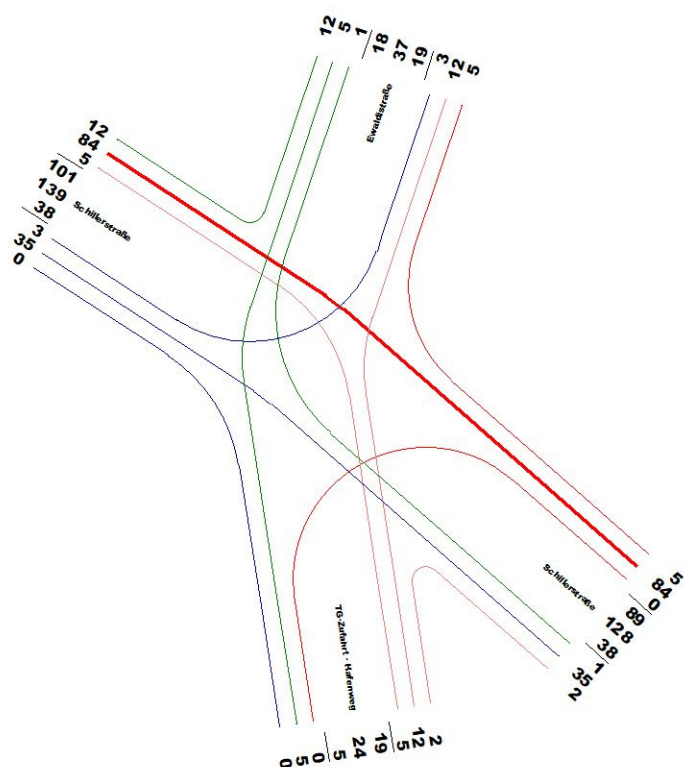 12 5 1 18 37 19 3 12 5
Ewaldistraße
12 84 5 101 139 38 3 35 0
Schillerstraße
Schillerstraße
5 84 0 89 128 38 1 35 2
TG-Zufahrt - Hafenweg
0 5 0 5 24 19 5 12 2